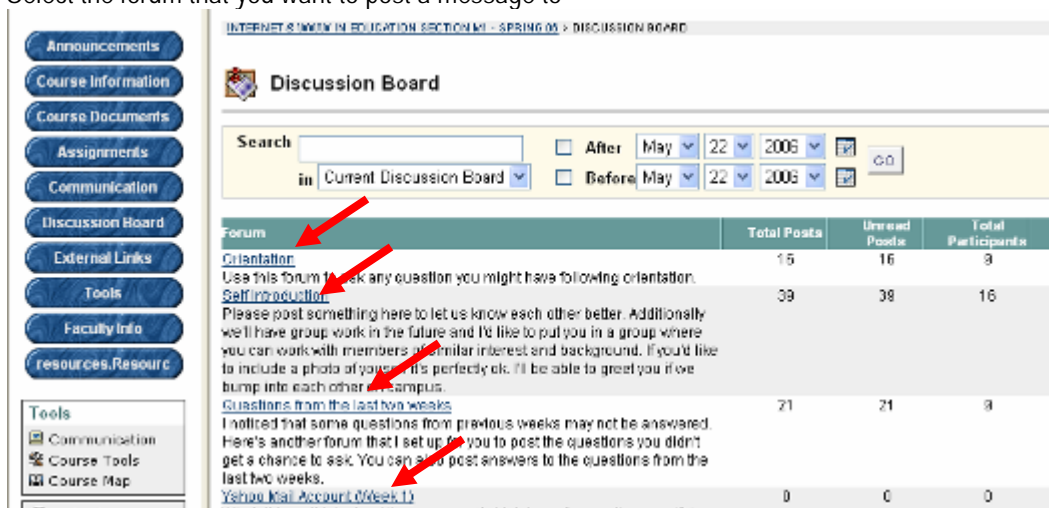 Select the forum that you want to post a message to
INTERNET & WWW IN EDUCATION SECTION M1 - SPRING 06 > DISCUSSION BOARD
Announcements
Course Information
Course Documents
Assignments
Communication
Discussion Board
External Links
Tools
Faculty Info
resources.Resourc
Tools
Communication
Course Tools
Course Map
Discussion Board
Search
After May 22 2006
GO
in Current Discussion Board
Before May 22 2006
Forum Total Posts Unread Posts Total Participants
Orientation 16 16 9
Use this forum to ask any question you might have following orientation.
Self Introduction 39 39 16
Please post something here to let us know each other better. Additionally
we'll have group work in the future and I'd like to put you in a group where
you can work with members of similar interest and background. If you'd like
to include a photo of yourself it's perfectly ok. I'll be able to greet you if we
bump into each other on campus.
Questions from the last two weeks 21 21 9
I noticed that some questions from previous weeks may not be answered.
Here's another forum that I set up for you to post the questions you didn't
get a chance to ask. You can also post answers to the questions from the
last two weeks.
Yahoo Mail Account (Week 1) 0 0 0